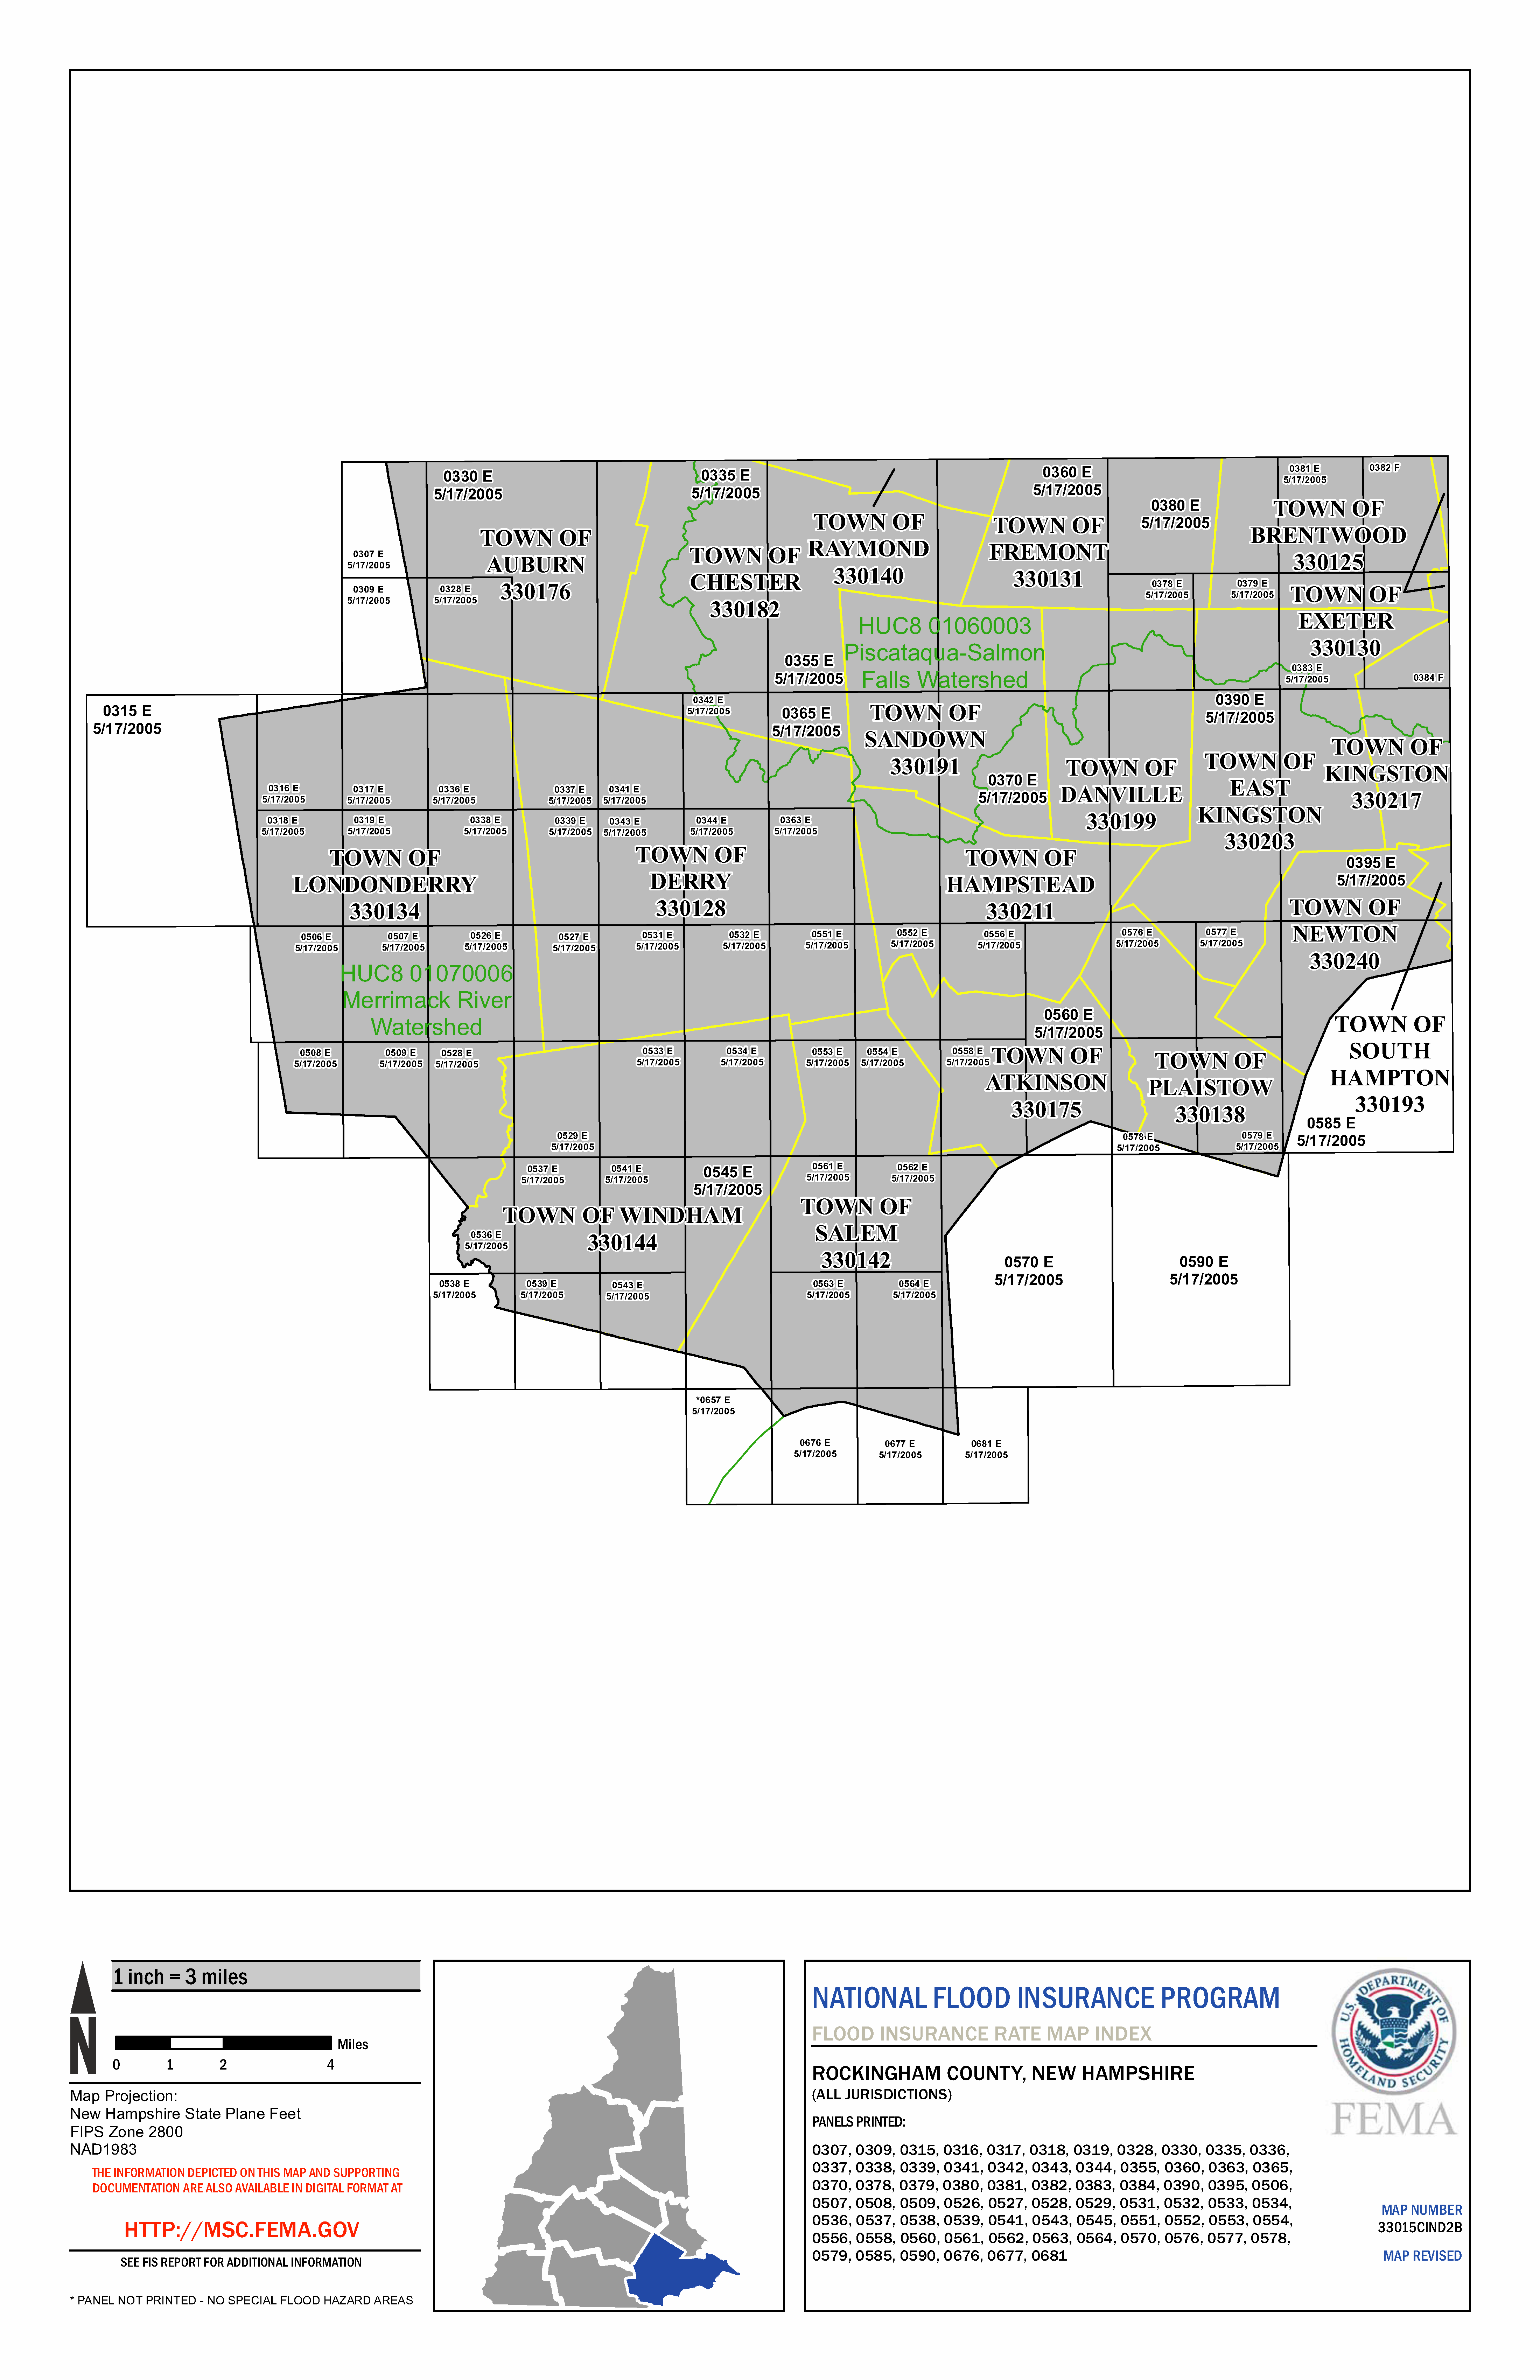 0330 E
5/17/2005
0335 E
5/17/2005
0360 E
5/17/2005
0380 E
5/17/2005
0381 E
5/17/2005
0382 F
TOWN OF
AUBURN
330176
TOWN OF
CHESTER
330182
TOWN OF
RAYMOND
330140
TOWN OF
FREMONT
330131
TOWN OF
BRENTWOOD
330125
0307 E
5/17/2005
0309 E
5/17/2005
0328 E
5/17/2005
0378 E
5/17/2005
0379 E
5/17/2005
TOWN OF
EXETER
330130
HUC8 01060003
Piscataqua-Salmon
Falls Watershed
0355 E
5/17/2005
0383 E
5/17/2005
0384 F
0315 E
5/17/2005
0342 E
5/17/2005
0365 E
5/17/2005
TOWN OF
SANDOWN
330191
0390 E
5/17/2005
0370 E
5/17/2005
TOWN OF
DANVILLE
330199
TOWN OF
EAST
KINGSTON
330203
TOWN OF
KINGSTON
330217
0316 E
5/17/2005
0317 E
5/17/2005
0336 E
5/17/2005
0337 E
5/17/2005
0341 E
5/17/2005
0318 E
5/17/2005
0319 E
5/17/2005
0338 E
5/17/2005
0339 E
5/17/2005
0343 E
5/17/2005
0344 E
5/17/2005
0363 E
5/17/2005
TOWN OF
LONDONDERRY
330134
TOWN OF
DERRY
330128
TOWN OF
HAMPSTEAD
330211
0395 E
5/17/2005
TOWN OF
NEWTON
330240
0506 E
5/17/2005
0507 E
5/17/2005
0526 E
5/17/2005
0527 E
5/17/2005
0531 E
5/17/2005
0532 E
5/17/2005
0551 E
5/17/2005
0552 E
5/17/2005
0556 E
5/17/2005
0576 E
5/17/2005
0577 E
5/17/2005
HUC8 01070006
Merrimack River
Watershed
0560 E
5/17/2005
TOWN OF
SOUTH
HAMPTON
330193
0508 E
5/17/2005
0509 E
5/17/2005
0528 E
5/17/2005
0533 E
5/17/2005
0534 E
5/17/2005
0553 E
5/17/2005
0554 E
5/17/2005
0558 E
5/17/2005
TOWN OF
ATKINSON
330175
TOWN OF
PLAISTOW
330138
0529 E
5/17/2005
0578 E
5/17/2005
0579 E
5/17/2005
0585 E
5/17/2005
0537 E
5/17/2005
0541 E
5/17/2005
0545 E
5/17/2005
0561 E
5/17/2005
0562 E
5/17/2005
TOWN OF WINDHAM
330144
TOWN OF
SALEM
330142
0536 E
5/17/2005
0570 E
5/17/2005
0590 E
5/17/2005
0538 E
5/17/2005
0539 E
5/17/2005
0543 E
5/17/2005
0563 E
5/17/2005
0564 E
5/17/2005
*0657 E
5/17/2005
0676 E
5/17/2005
0677 E
5/17/2005
0681 E
5/17/2005
1 inch = 3 miles
N
Miles
0 1 2 4
Map Projection:
New Hampshire State Plane Feet
FIPS Zone 2800
NAD1983
THE INFORMATION DEPICTED ON THIS MAP AND SUPPORTING
DOCUMENTATION ARE ALSO AVAILABLE IN DIGITAL FORMAT AT
HTTP://MSC.FEMA.GOV
SEE FIS REPORT FOR ADDITIONAL INFORMATION
* PANEL NOT PRINTED - NO SPECIAL FLOOD HAZARD AREAS
NATIONAL FLOOD INSURANCE PROGRAM
FLOOD INSURANCE RATE MAP INDEX
ROCKINGHAM COUNTY, NEW HAMPSHIRE
(ALL JURISDICTIONS)
PANELS PRINTED:
0307, 0309, 0315, 0316, 0317, 0318, 0319, 0328, 0330, 0335, 0336,
0337, 0338, 0339, 0341, 0342, 0343, 0344, 0355, 0360, 0363, 0365,
0370, 0378, 0379, 0380, 0381, 0382, 0383, 0384, 0390, 0395, 0506,
0507, 0508, 0509, 0526, 0527, 0528, 0529, 0531, 0532, 0533, 0534,
0536, 0537, 0538, 0539, 0541, 0543, 0545, 0551, 0552, 0553, 0554,
0556, 0558, 0560, 0561, 0562, 0563, 0564, 0570, 0576, 0577, 0578,
0579, 0585, 0590, 0676, 0677, 0681
U.S. DEPARTMENT OF
HOMELAND SECURITY
FEMA
MAP NUMBER
33015CIND2B
MAP REVISED